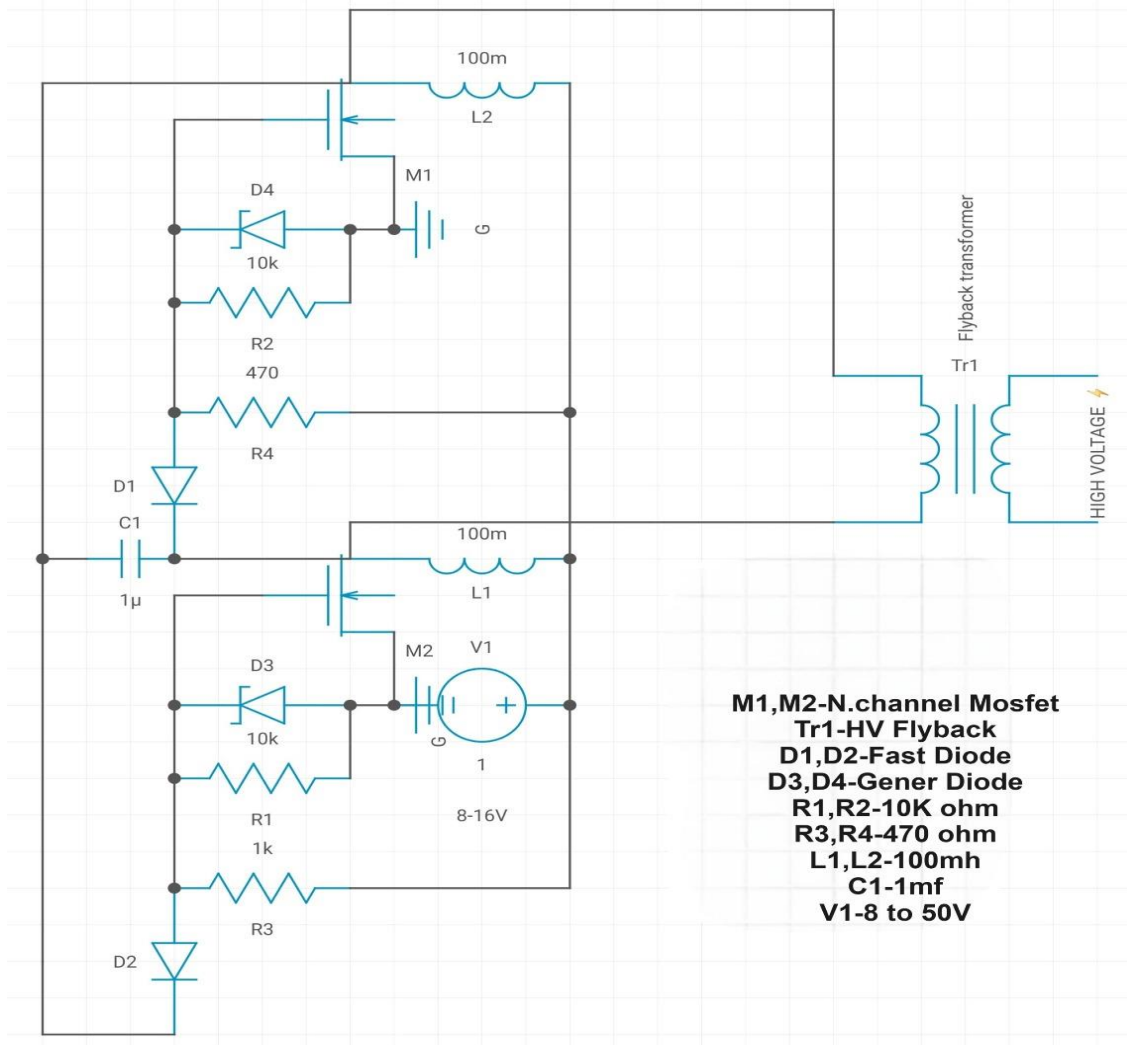 100m
L2
M1
D4
G
10k
R2
470
R4
D1
C1
1µ
100m
L1
Flyback transformer
Tr1
HIGH VOLTAGE ⚡
M2
V1
D3
G
10k
1
R1
8-16V
1k
R3
D2
M1,M2-N.channel Mosfet
Tr1-HV Flyback
D1,D2-Fast Diode
D3,D4-Gener Diode
R1,R2-10K ohm
R3,R4-470 ohm
L1,L2-100mh
C1-1mf
V1-8 to 50V